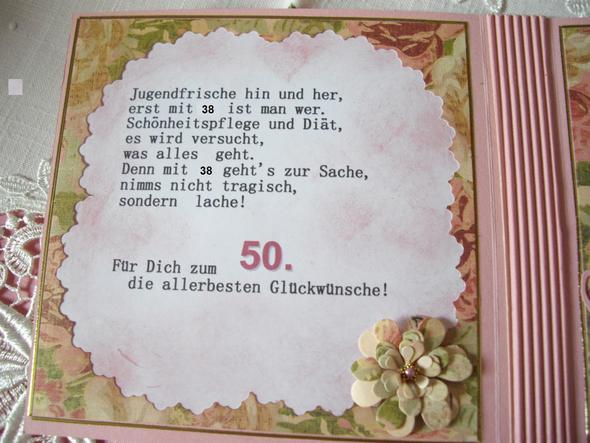 Jugendfrische hin und her,
erst mit 38 ist man wer.
Schönheitspflege und Diät,
es wird versucht,
was alles geht.
Denn mit 38 geht's zur Sache,
nimms nicht tragisch,
sondern lache!
Für Dich zum 50.
die allerbesten Glückwünsche!